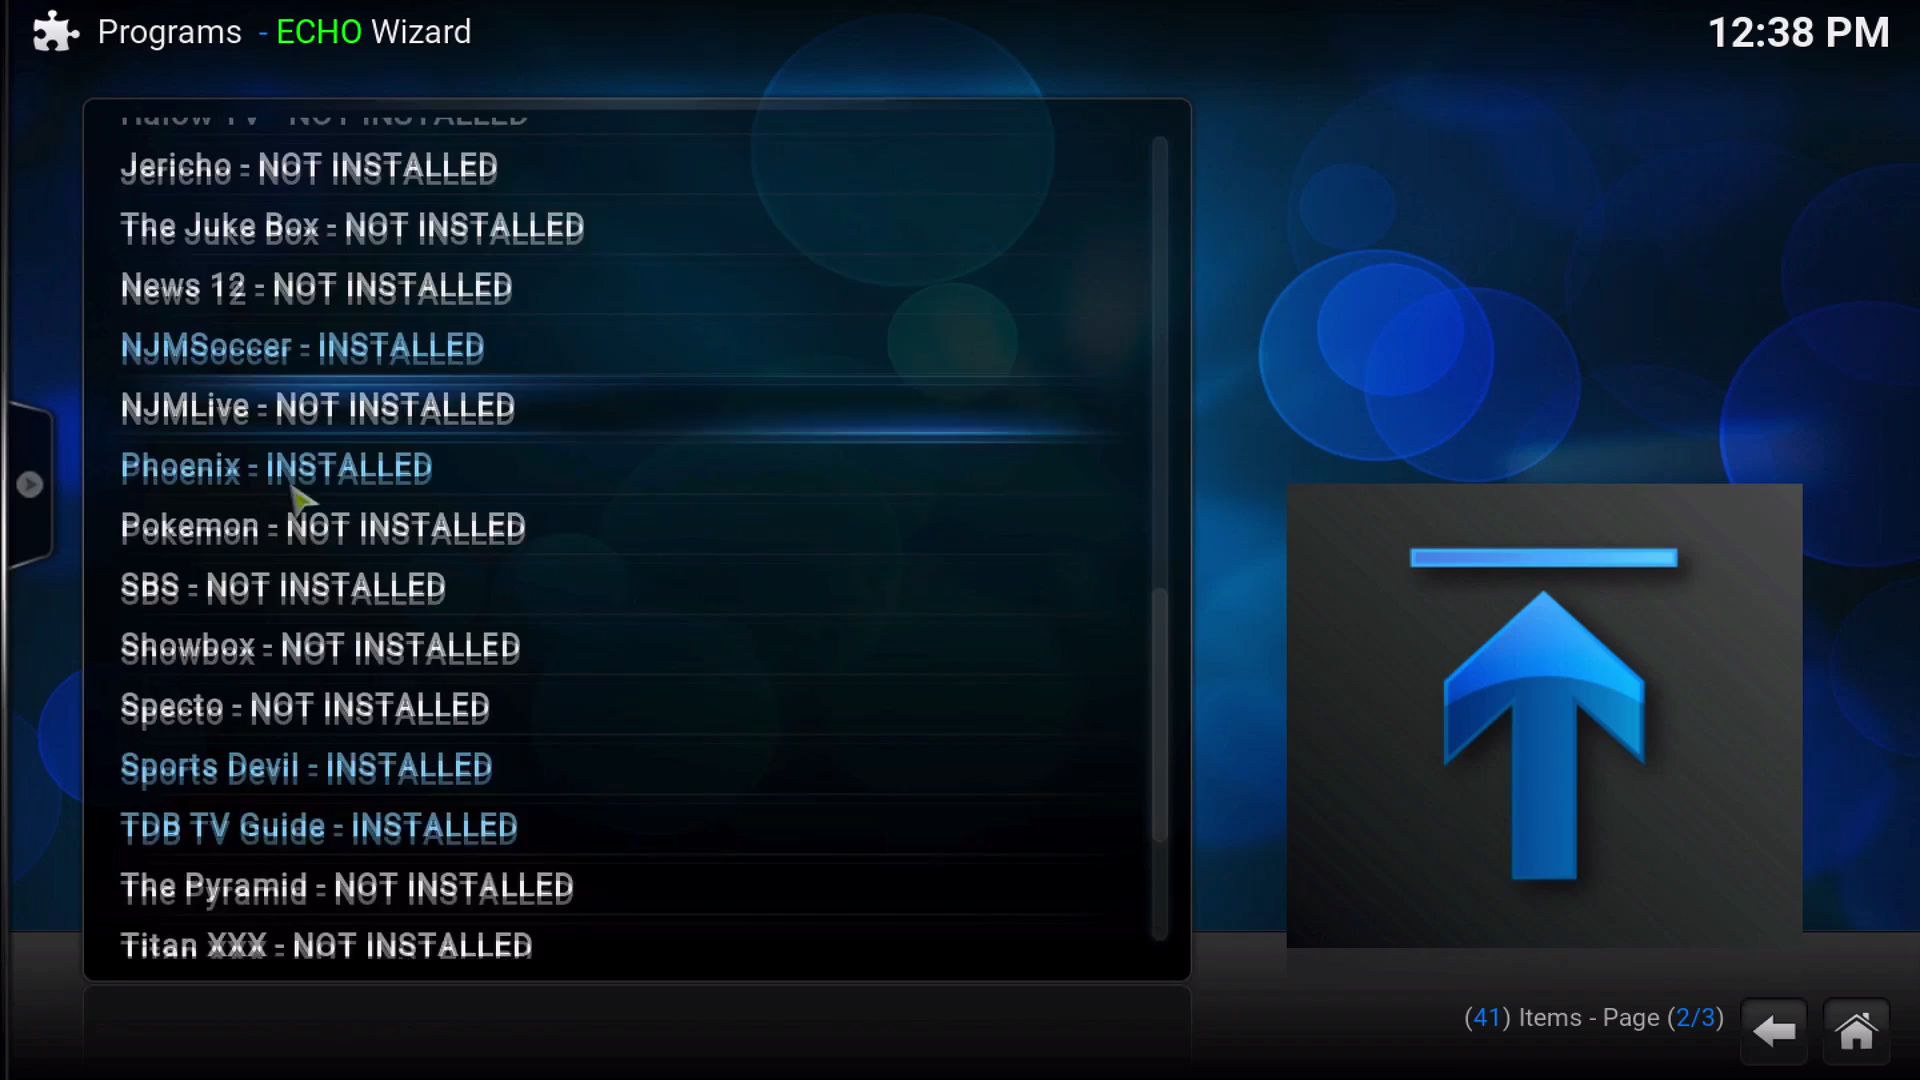 Programs - ECHO Wizard
12:38 PM
NOT INSTALLED
Jericho - NOT INSTALLED
The Juke Box - NOT INSTALLED
News 12 - NOT INSTALLED
NJMSoccer - INSTALLED
NJMLive - NOT INSTALLED
Phoenix - INSTALLED
Pokemon - NOT INSTALLED
SBS - NOT INSTALLED
Showbox - NOT INSTALLED
Specto - NOT INSTALLED
Sports Devil - INSTALLED
TDB TV Guide - INSTALLED
The Pyramid - NOT INSTALLED
Titan XXX - NOT INSTALLED
(41) Items - Page (2/3)